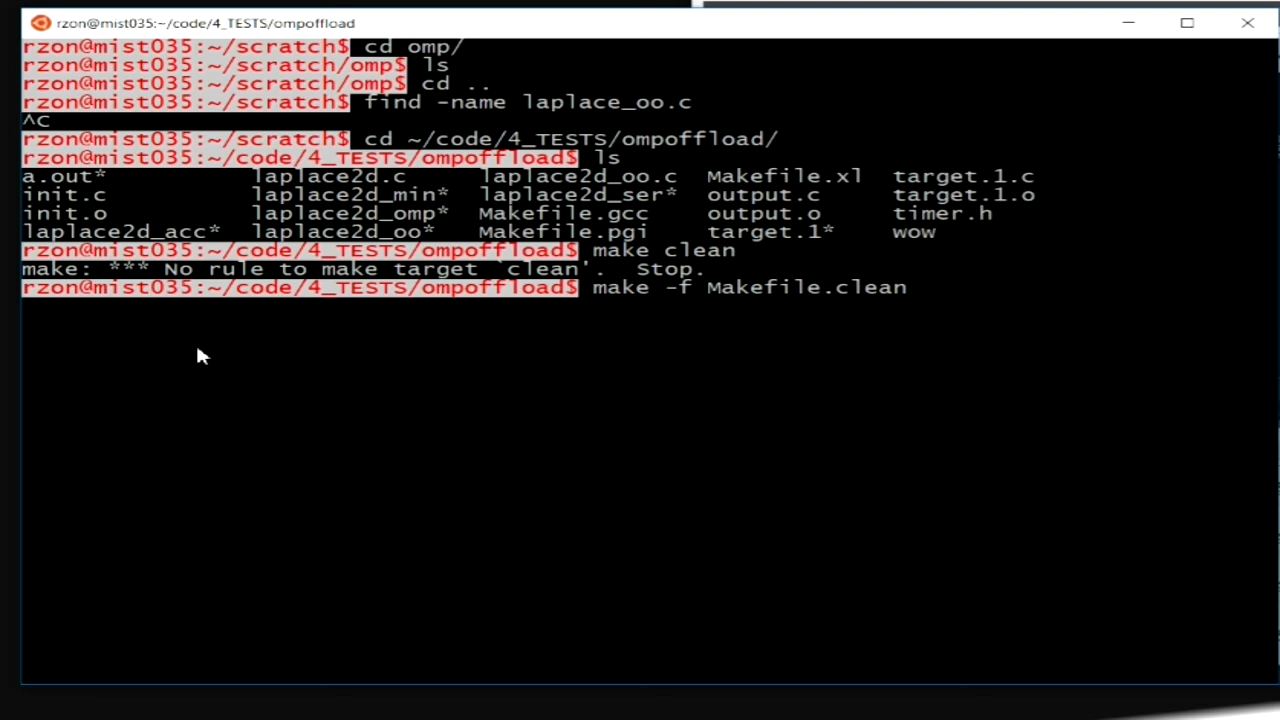 rzon@mist035:~/code/4_TESTS/ompoffload
rzon@mist035:~/scratch$ cd omp/
rzon@mist035:~/scratch/omp$ ls
rzon@mist035:~/scratch/omp$ cd ..
rzon@mist035:~/scratch$ find -name laplace_oo.c
^C
rzon@mist035:~/scratch$ cd ~/code/4_TESTS/ompoffload/
rzon@mist035:~/code/4_TESTS/ompoffload$ ls
a.out* laplace2d.c laplace2d_oo.c Makefile.xl target.1.c
init.c laplace2d_min* laplace2d_ser* output.c target.1.o
init.o laplace2d_omp* Makefile.gcc output.o timer.h
laplace2d_acc* laplace2d_oo* Makefile.pgi target.1* wow
rzon@mist035:~/code/4_TESTS/ompoffload$ make clean
make: *** No rule to make target `clean'.  Stop.
rzon@mist035:~/code/4_TESTS/ompoffload$ make -f Makefile.clean